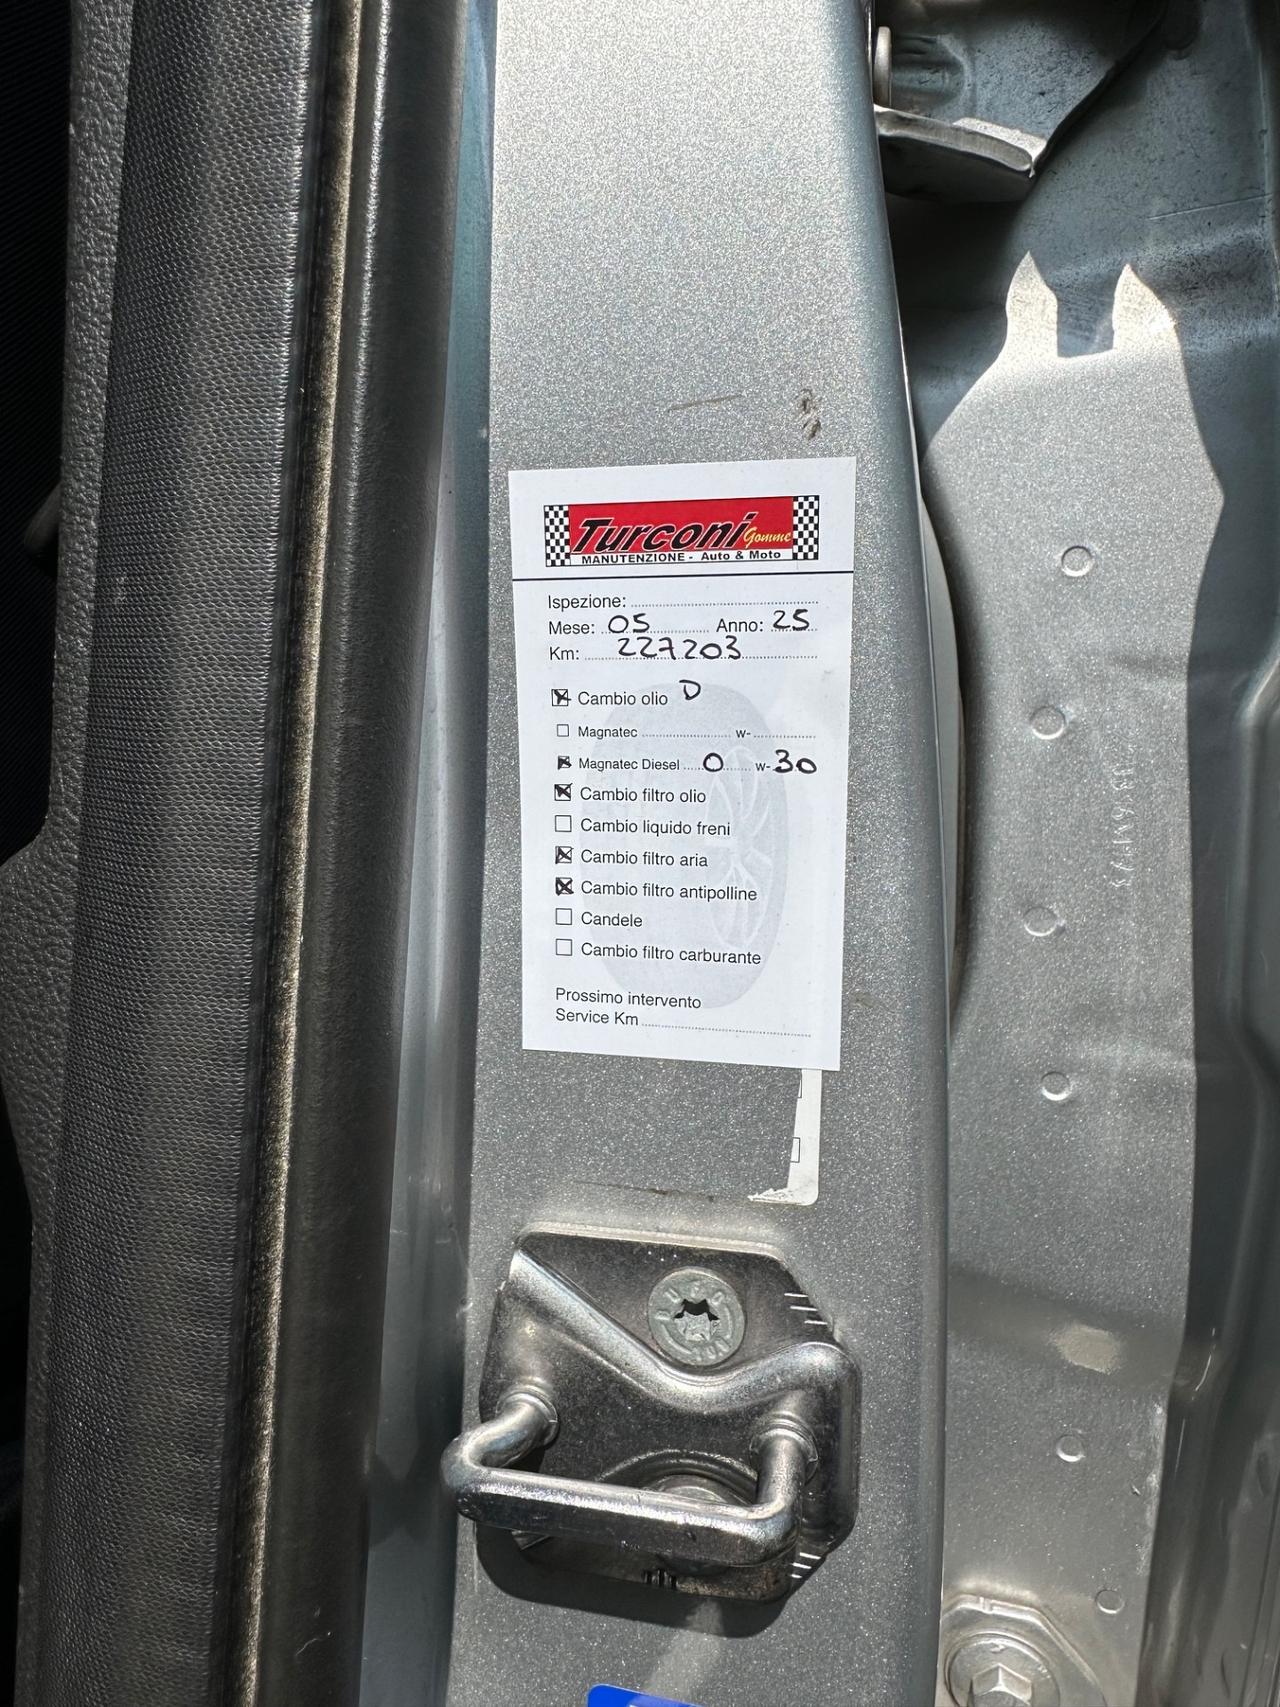 Turconi Gomme
MANUTENZIONE - Auto & Moto
Ispezione:
Mese: 05 Anno: 25
Km: 227203
Cambio olio D
Magnatec w-
Magnatec Diesel 0 w-30
Cambio filtro olio
Cambio liquido freni
Cambio filtro aria
Cambio filtro antipolline
Candele
Cambio filtro carburante
Prossimo intervento
Service Km